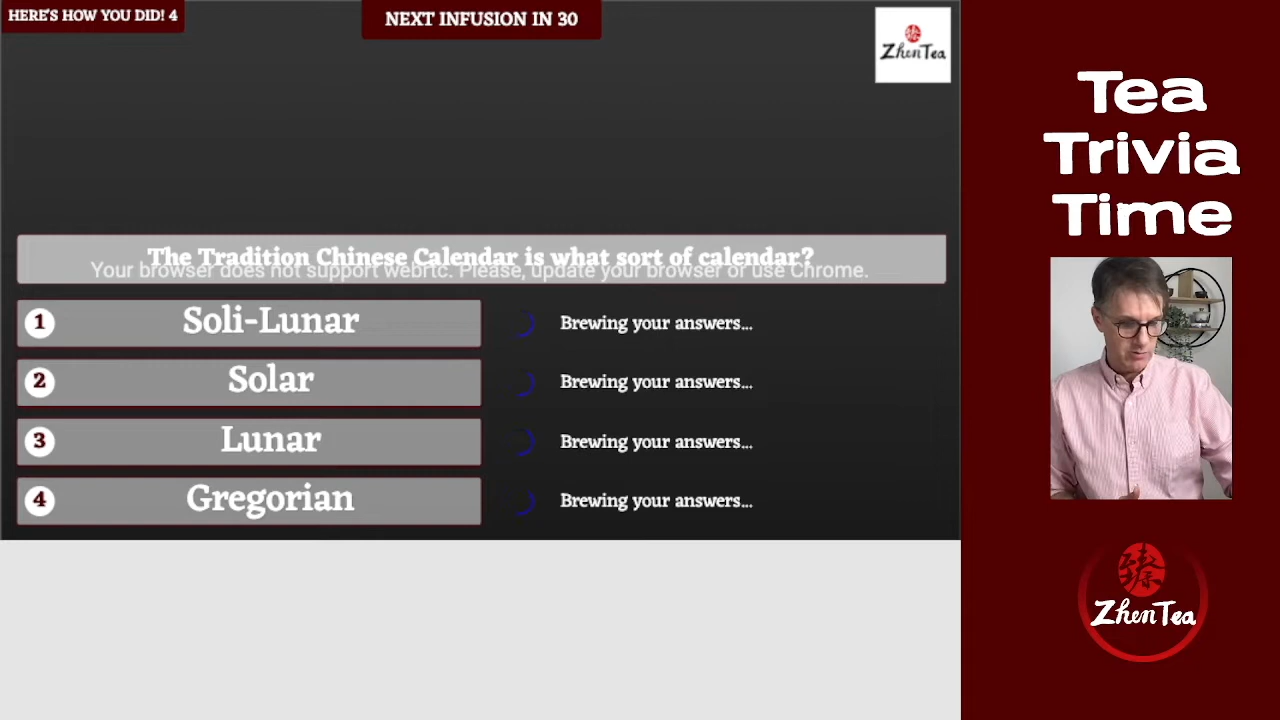 HERE'S HOW YOU DID! 4
NEXT INFUSION IN 30
臻
ZhenTea
The Tradition Chinese Calendar is what sort of calendar?
Your browser does not support webrtc. Please, update your browser or use Chrome.
1 Soli-Lunar Brewing your answers...
2 Solar Brewing your answers...
3 Lunar Brewing your answers...
4 Gregorian Brewing your answers...
Tea
Trivia
Time
臻
ZhenTea